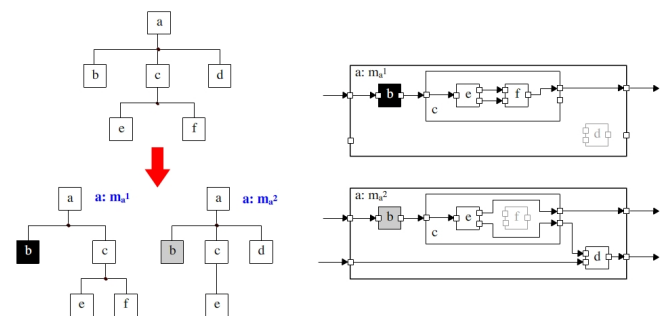 a
b c d
e f
a a: mₐ¹
b c
e f
a a: mₐ²
b c d
e
a: mₐ¹
b e f
c
d
a: mₐ²
b e f
c
d